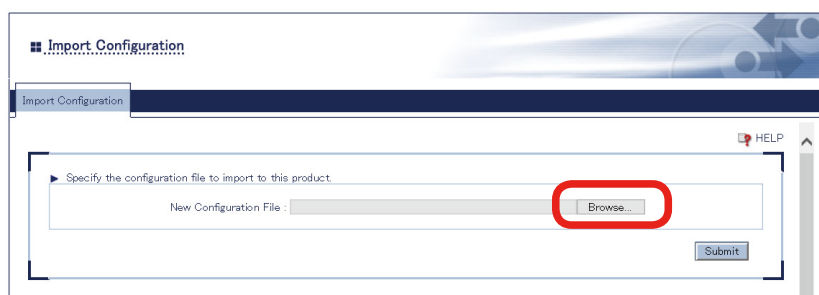 Import Configuration
Import Configuration
HELP
Specify the configuration file to import to this product.
New Configuration File : Browse...
Submit